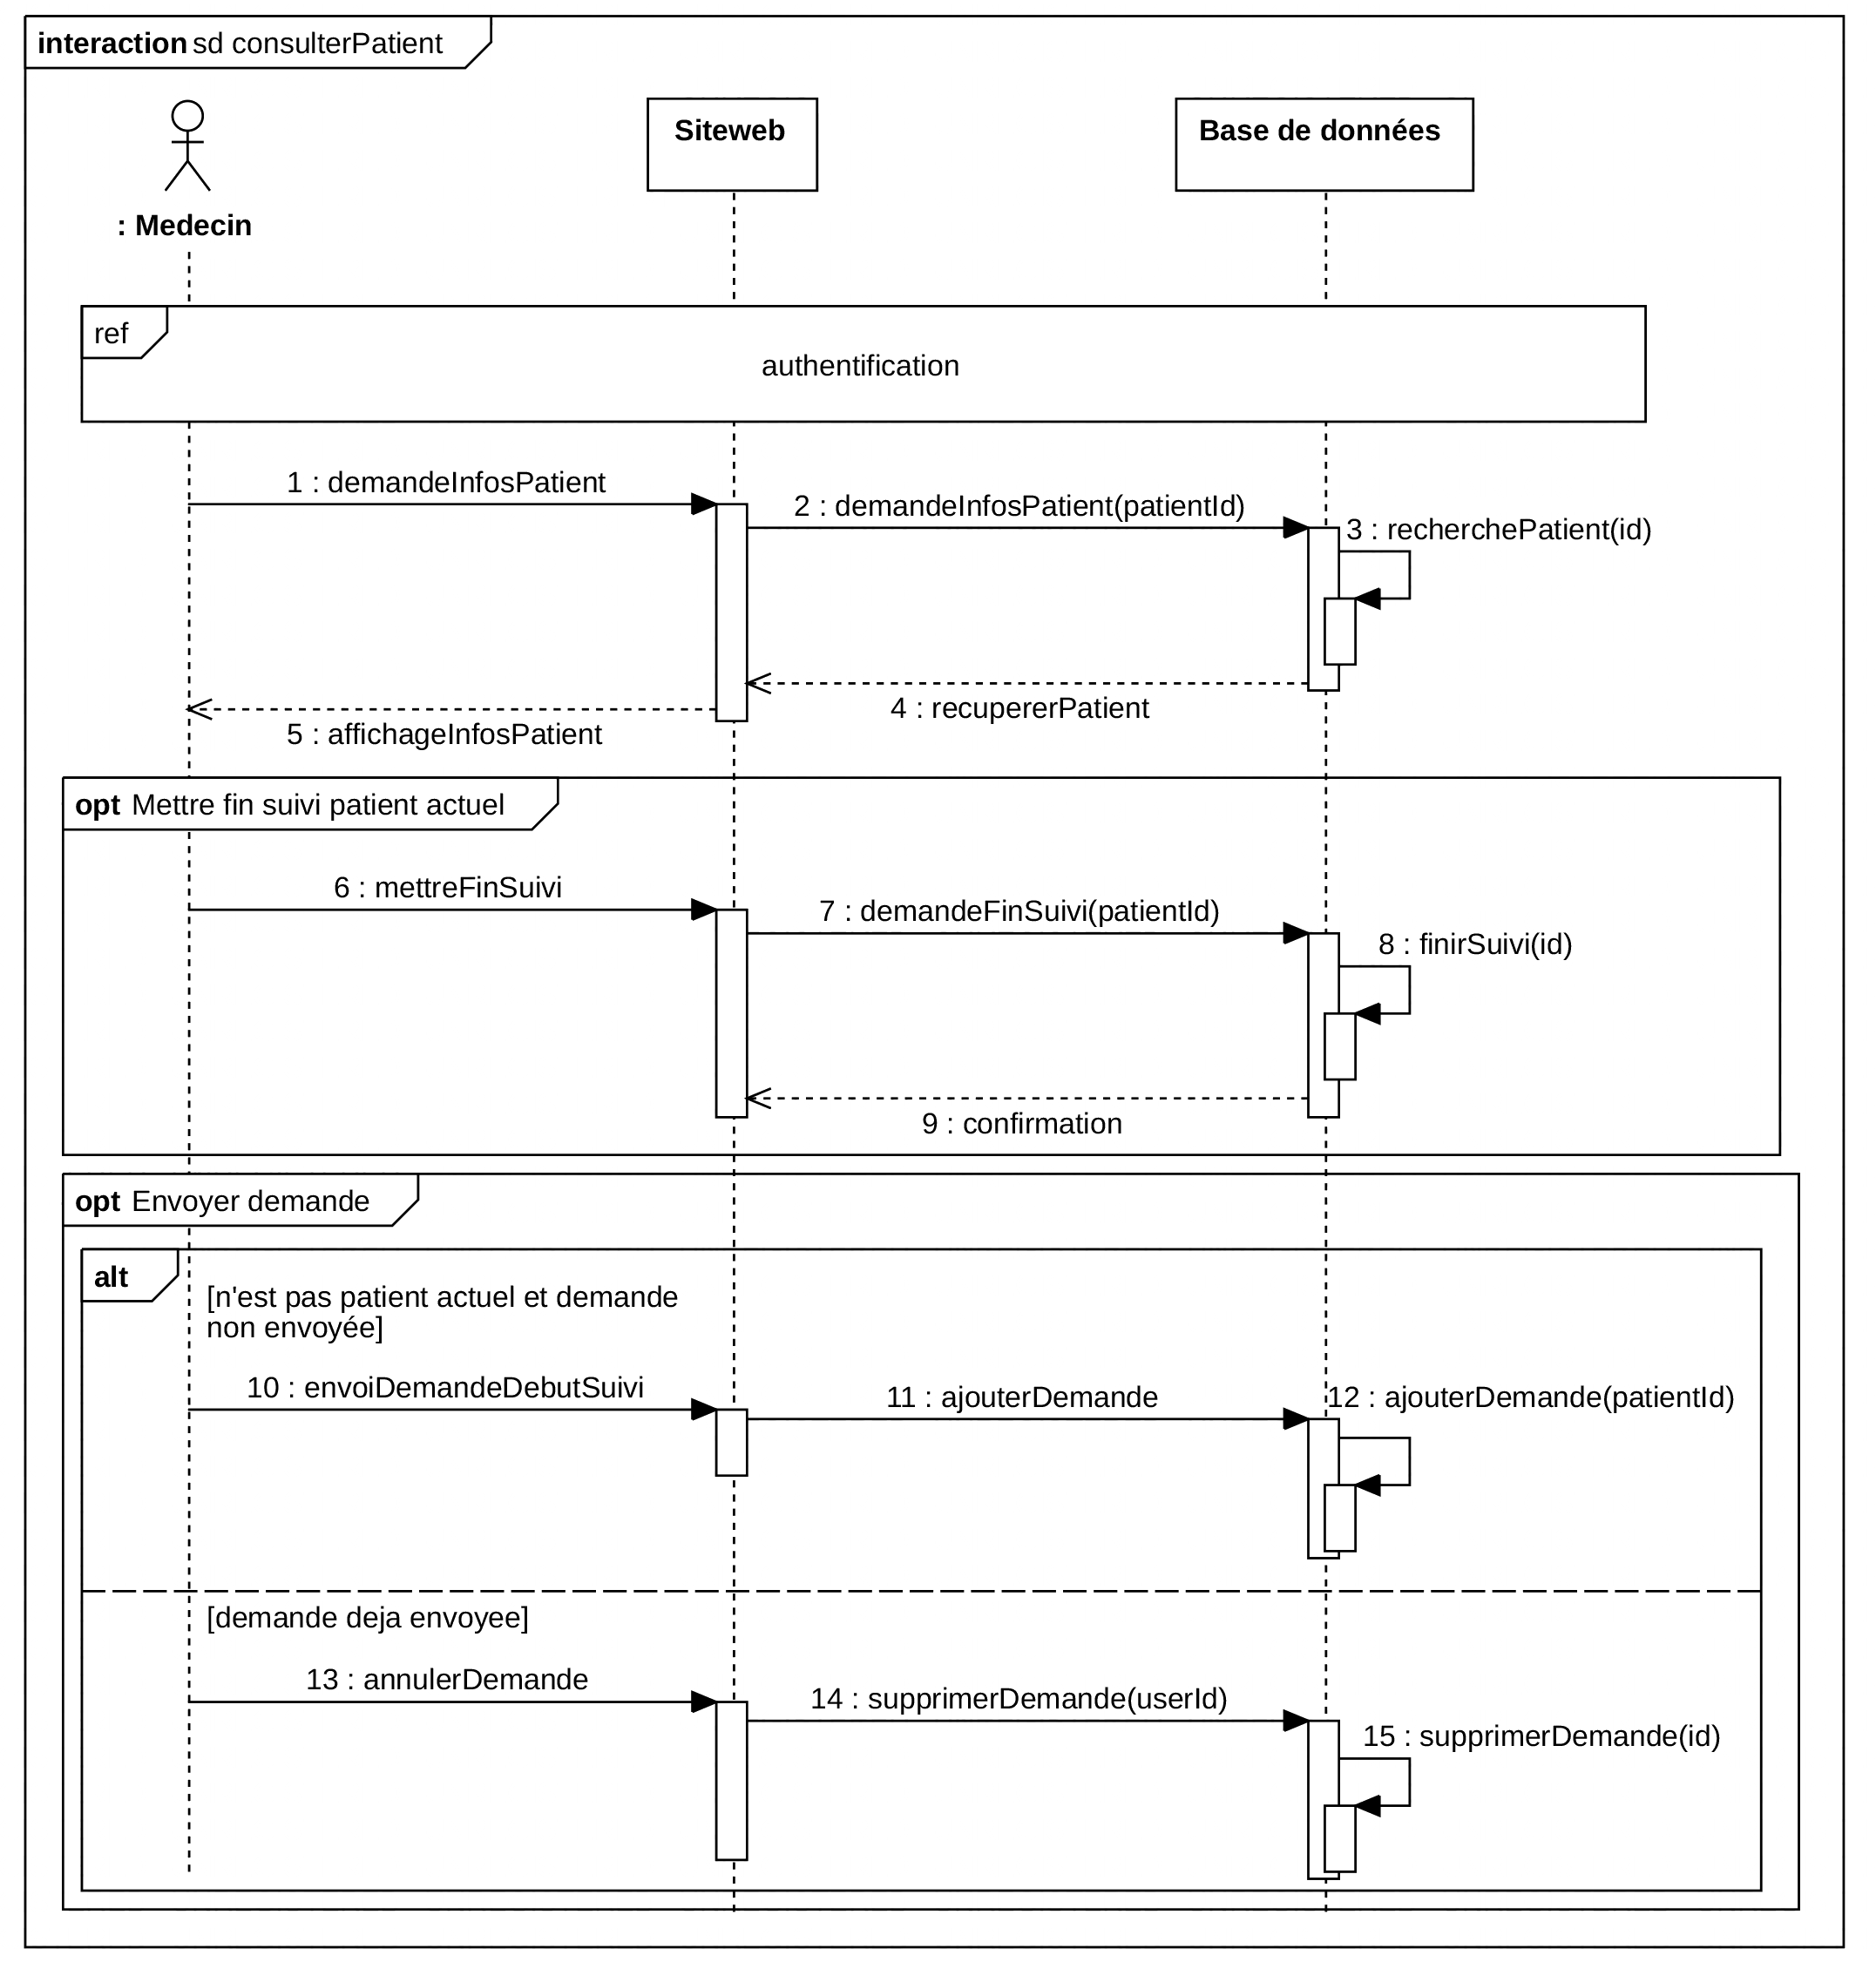 interaction sd consulterPatient
Siteweb
Base de données
: Medecin
ref
authentification
1 : demandeInfosPatient
2 : demandeInfosPatient(patientId)
3 : recherchePatient(id)
4 : recupererPatient
5 : affichageInfosPatient
opt Mettre fin suivi patient actuel
6 : mettreFinSuivi
7 : demandeFinSuivi(patientId)
8 : finirSuivi(id)
9 : confirmation
opt Envoyer demande
alt
[n'est pas patient actuel et demande
non envoyée]
10 : envoiDemandeDebutSuivi
11 : ajouterDemande
12 : ajouterDemande(patientId)
[demande deja envoyee]
13 : annulerDemande
14 : supprimerDemande(userId)
15 : supprimerDemande(id)